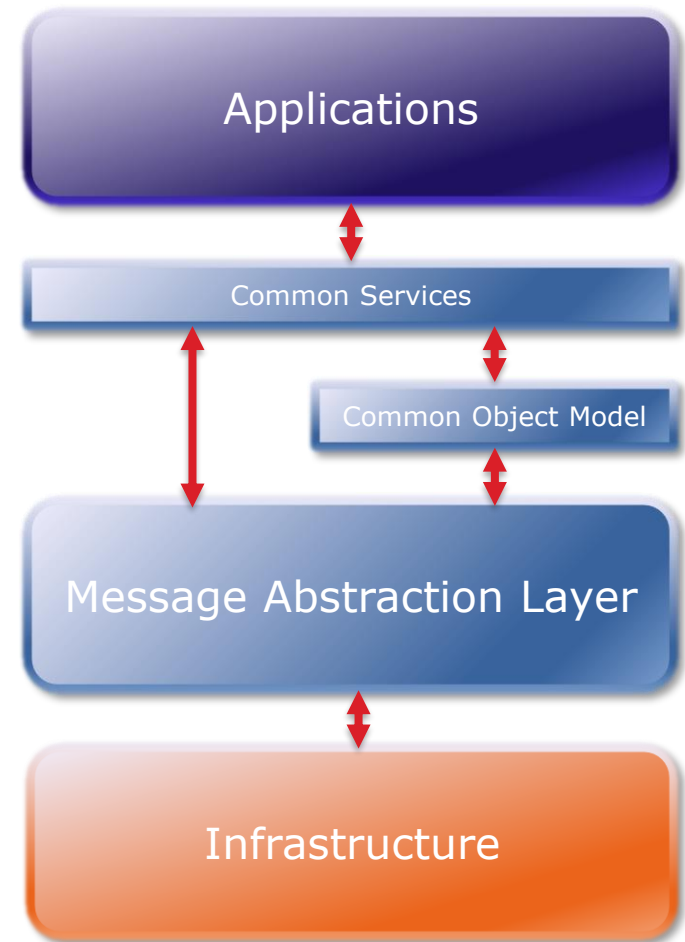 Applications
Common Services
Common Object Model
Message Abstraction Layer
Infrastructure